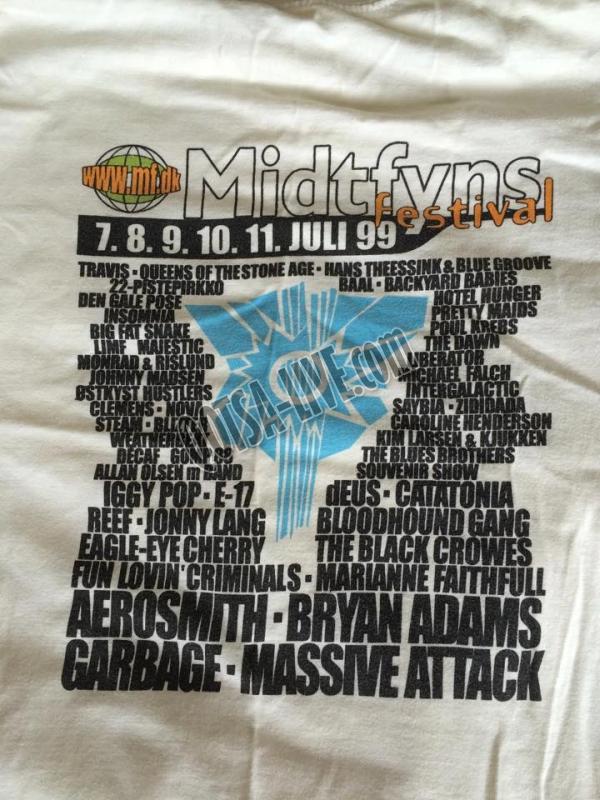 www.mf.dk
Midtfyns
festival
7. 8. 9. 10. 11. JULI 99
TRAVIS · QUEENS OF THE STONE AGE · HANS THEESSINK & BLUE GROOVE
22-PISTEPIRKKO BAAL · BACKYARD BABIES
DEN GALE POSE HOTEL HUNGER
INSOMNIA PRETTY MAIDS
BIG FAT SNAKE POUL KREBS
LIME · MAJESTIC THE DAWN
MONRAD & RISLUND LIBERATOR
JOHNNY MADSEN MICHAEL FALCH
ØSTKYST HUSTLERS INTERGALACTIC
CLEMENS · NOVA SAYBIA · ZINDADA
STEAM · CAROLINE HENDERSON
KIM LARSEN & KJUKKEN
DECAF THE BLUES BROTHERS
ALLAN OLSEN m BAND SOUVENIR SHOW
IGGY POP · E-17 dEUS · CATATONIA
REEF · JONNY LANG BLOODHOUND GANG
EAGLE-EYE CHERRY THE BLACK CROWES
FUN LOVIN' CRIMINALS · MARIANNE FAITHFULL
AEROSMITH · BRYAN ADAMS
GARBAGE · MASSIVE ATTACK
QOTSA-LIVE.com